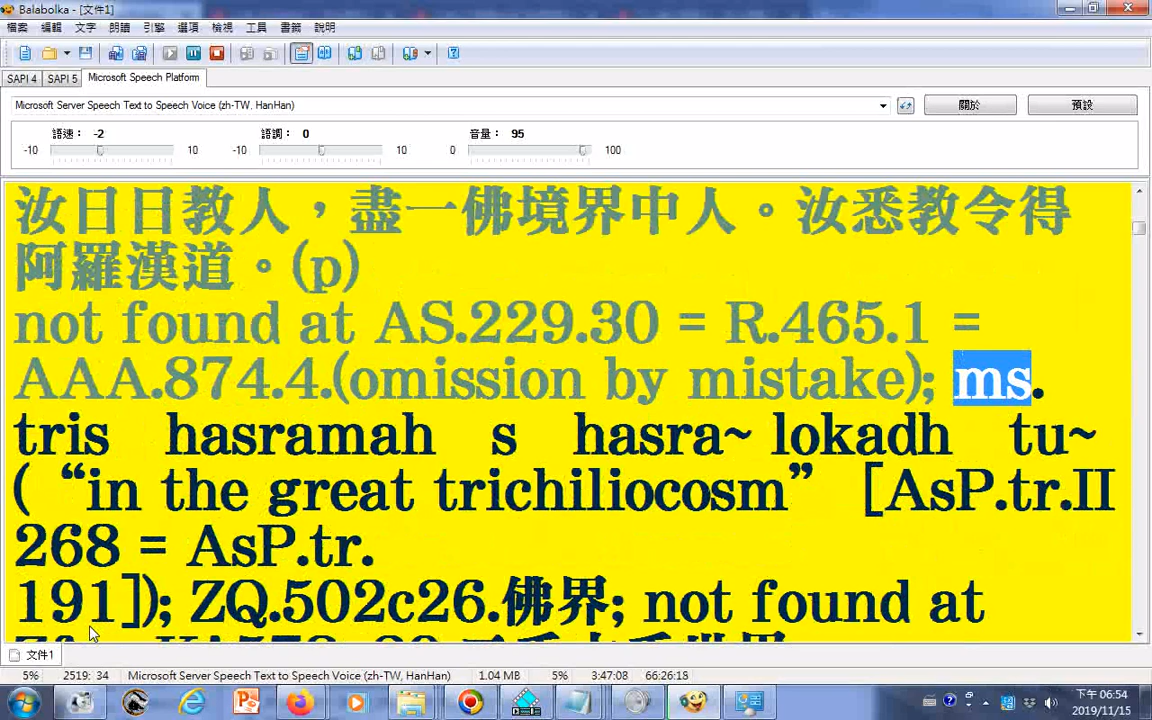 Balabolka - [文件1]
檔案 編輯 文字 朗讀 引擎 選項 檢視 工具 書籤 說明
SAPI 4 SAPI 5 Microsoft Speech Platform
Microsoft Server Speech Text to Speech Voice (zh-TW, HanHan) 關於 預設
語速： -2 語調： 0 音量： 95
-10 10 -10 10 0 100
汝日日教人，盡一佛境界中人。汝悉教令得
阿羅漢道。(p)
not found at AS.229.30 = R.465.1 =
AAA.874.4.(omission by mistake); ms.
tris hasramah s hasra~ lokadh tu~
(“in the great trichiliocosm” [AsP.tr.II
268 = AsP.tr.
191]); ZQ.502c26.佛界; not found at
文件1
5% 2519: 34 Microsoft Server Speech Text to Speech Voice (zh-TW, HanHan) 1.04 MB 5% 3:47:08 66:26:18
下午 06:54
2019/11/15